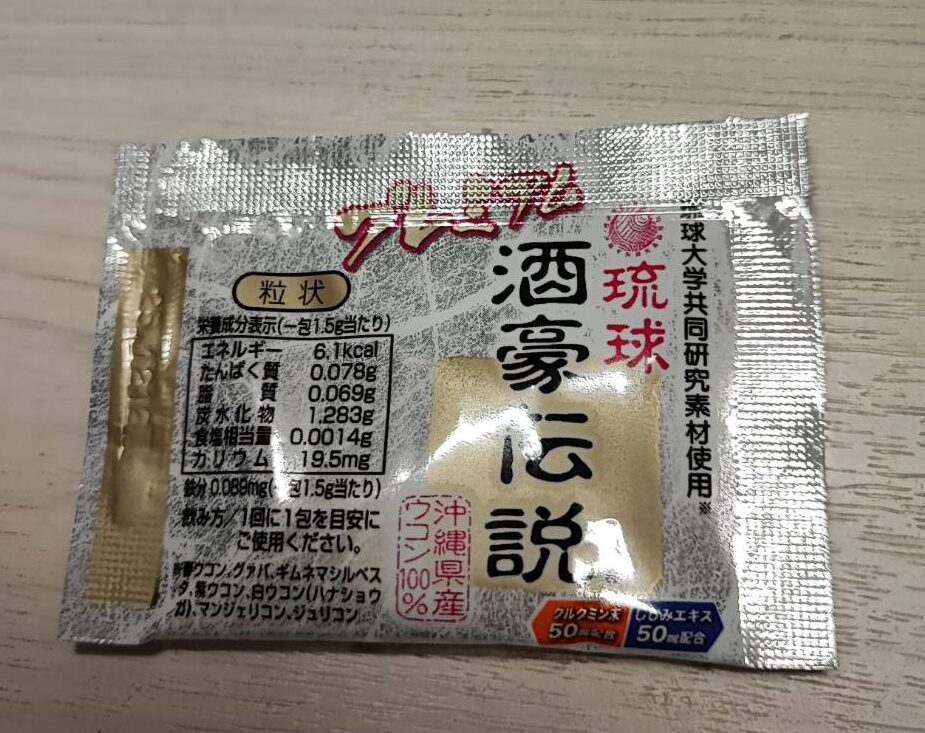 プレミアム
琉球
酒豪伝説
琉球大学共同研究素材使用※
粒状
栄養成分表示(一包1.5g当たり)
エネルギー 6.1kcal
たんぱく質 0.078g
脂質 0.069g
炭水化物 1.283g
食塩相当量 0.0014g
カリウム 19.5mg
鉄分 0.089mg(一包1.5g当たり)
飲み方/1回に1包を目安に
ご使用ください。
春ウコン、グァバ、ギムネマシルベス
タ、紫ウコン、白ウコン(ハナショウ
ガ)、マンジェリコン、ジュリコン
沖縄県産
ウコン100%
クルクミン末
50mg配合
しじみエキス
50mg配合